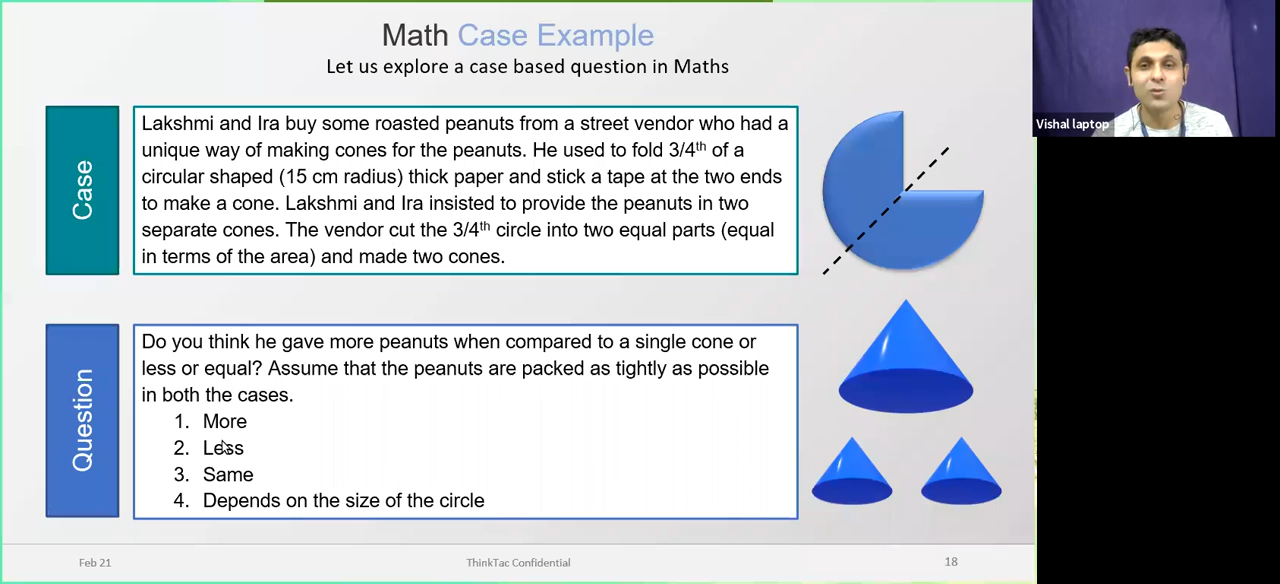 Math Case Example
Let us explore a case based question in Maths
Vishal laptop
Case
Lakshmi and Ira buy some roasted peanuts from a street vendor who had a
unique way of making cones for the peanuts. He used to fold 3/4th of a
circular shaped (15 cm radius) thick paper and stick a tape at the two ends
to make a cone. Lakshmi and Ira insisted to provide the peanuts in two
separate cones. The vendor cut the 3/4th circle into two equal parts (equal
in terms of the area) and made two cones.
Question
Do you think he gave more peanuts when compared to a single cone or
less or equal? Assume that the peanuts are packed as tightly as possible
in both the cases.
1. More
2. Less
3. Same
4. Depends on the size of the circle
Feb 21
ThinkTac Confidential
18